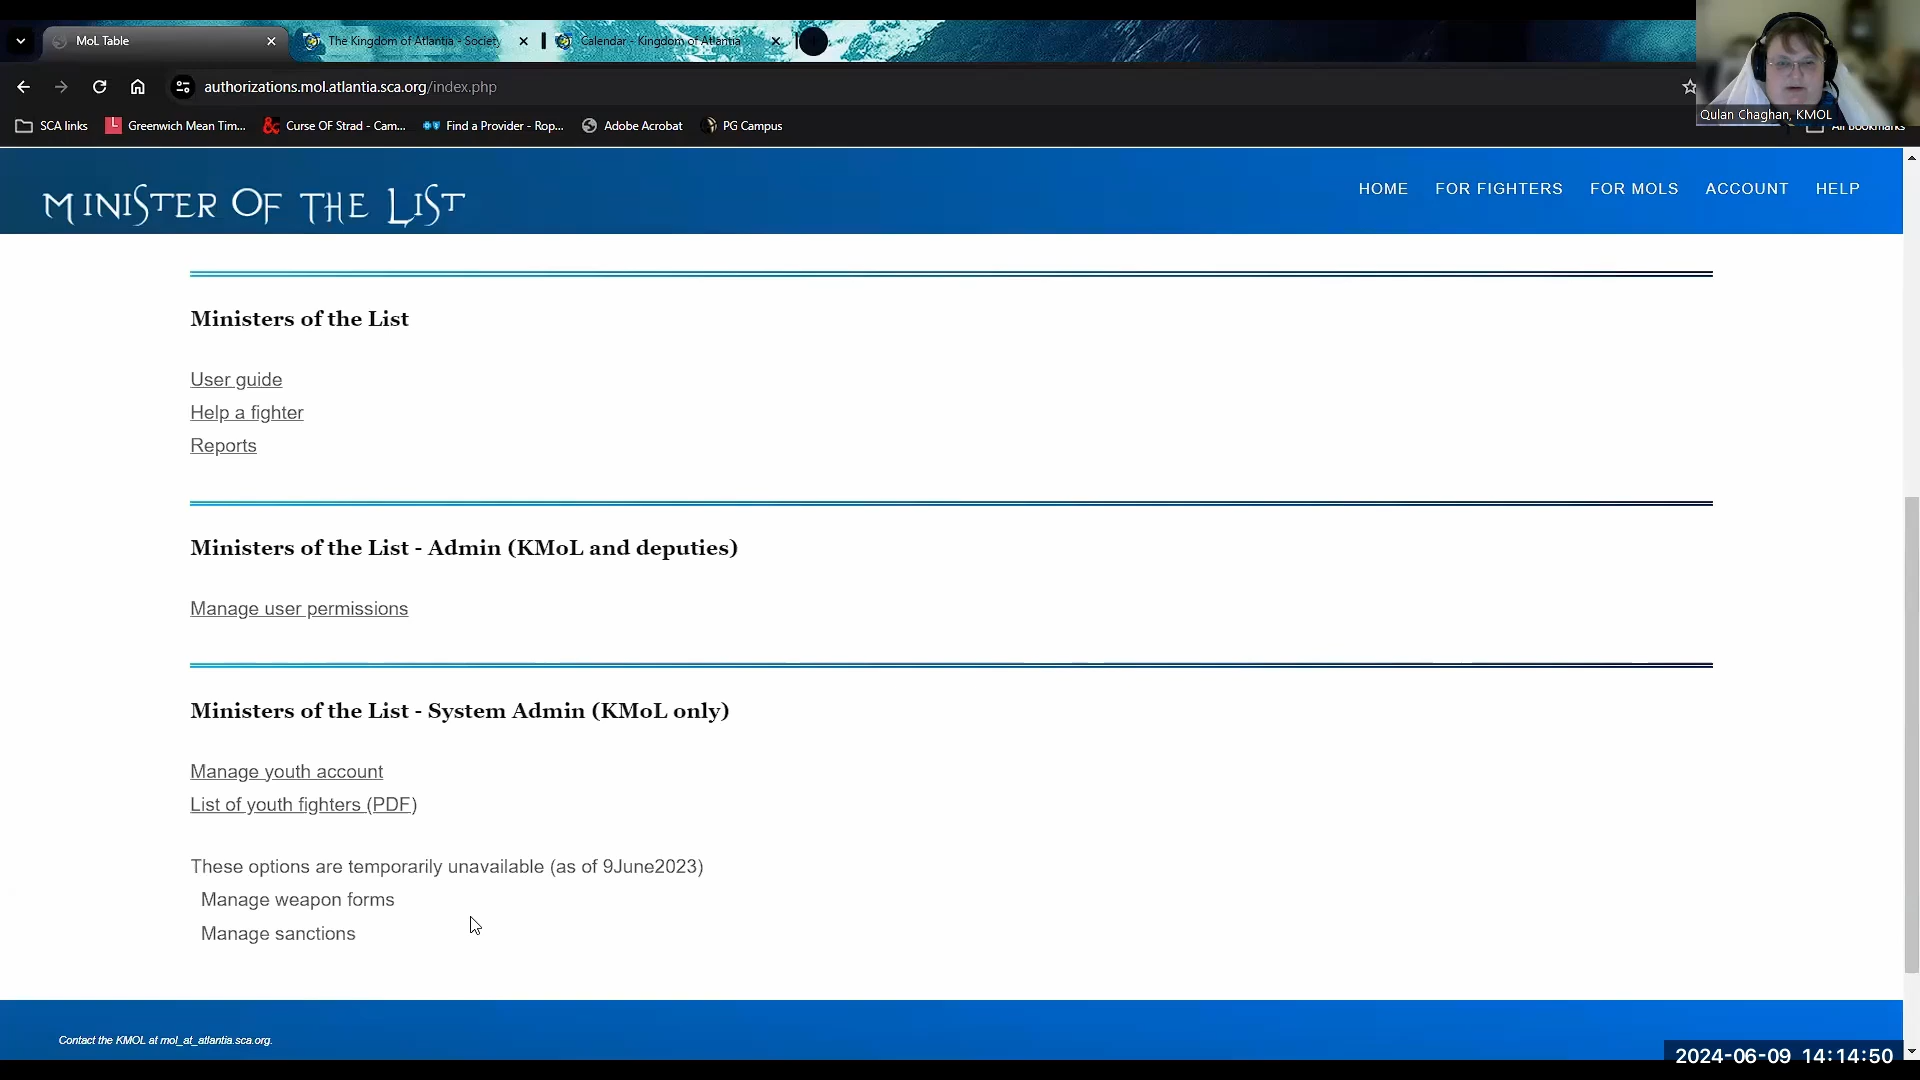 MoL Table
The Kingdom of Atlantia - Society
Calendar - Kingdom of Atlantia
authorizations.mol.atlantia.sca.org/index.php
SCA links
Greenwich Mean Tim...
Curse OF Strad - Cam...
Find a Provider - Rop...
Adobe Acrobat
PG Campus
All Bookmarks
Qulan Chaghan, KMOL
MINISTER OF THE LIST
HOME
FOR FIGHTERS
FOR MOLS
ACCOUNT
HELP
Ministers of the List
User guide
Help a fighter
Reports
Ministers of the List - Admin (KMoL and deputies)
Manage user permissions
Ministers of the List - System Admin (KMoL only)
Manage youth account
List of youth fighters (PDF)
These options are temporarily unavailable (as of 9June2023)
Manage weapon forms
Manage sanctions
Contact the KMOL at mol_at_atlantia.sca.org.
2024-06-09 14:14:50